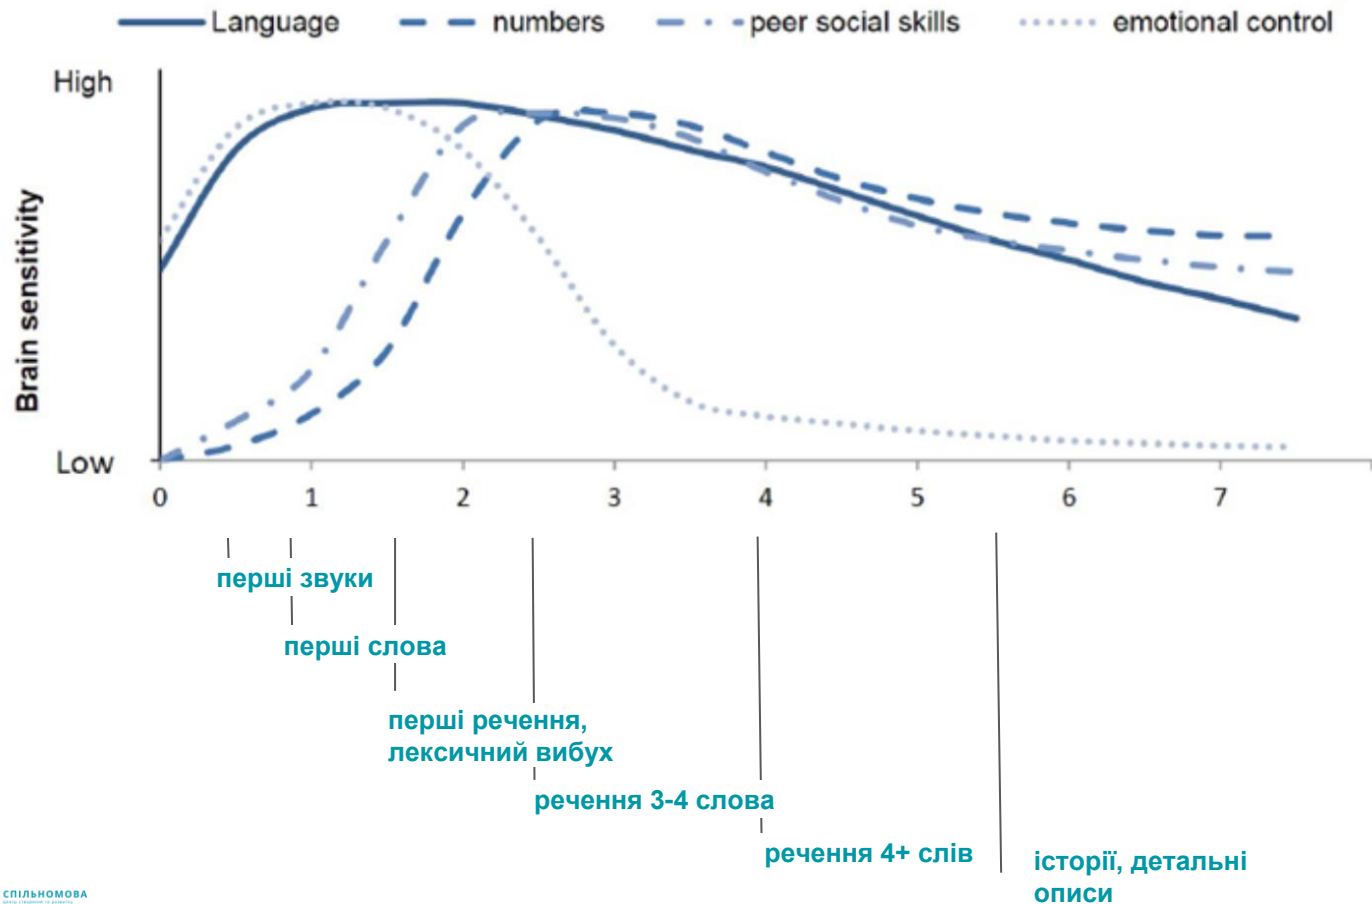 Language numbers peer social skills emotional control
High
Brain sensitivity
Low
0 1 2 3 4 5 6 7
перші звуки
перші слова
перші речення,
лексичний вибух
речення 3-4 слова
речення 4+ слів
історії, детальні
описи
СПІЛЬНОМОВА